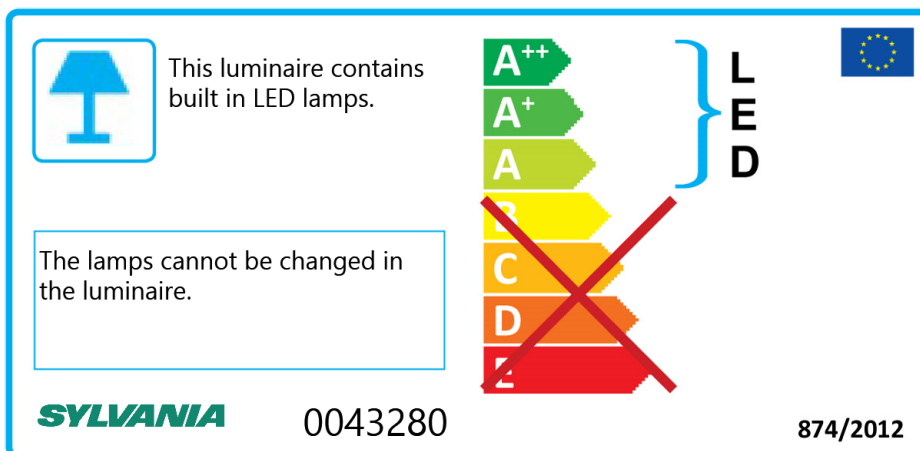 This luminaire contains
built in LED lamps.
The lamps cannot be changed in
the luminaire.
SYLVANIA
0043280
A++
A+
A
B
C
D
E
L
E
D
874/2012